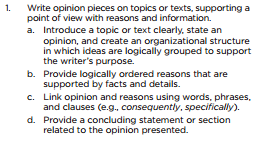 1. Write opinion pieces on topics or texts, supporting a
point of view with reasons and information.
a. Introduce a topic or text clearly, state an
opinion, and create an organizational structure
in which ideas are logically grouped to support
the writer's purpose.
b. Provide logically ordered reasons that are
supported by facts and details.
c. Link opinion and reasons using words, phrases,
and clauses (e.g., consequently, specifically).
d. Provide a concluding statement or section
related to the opinion presented.